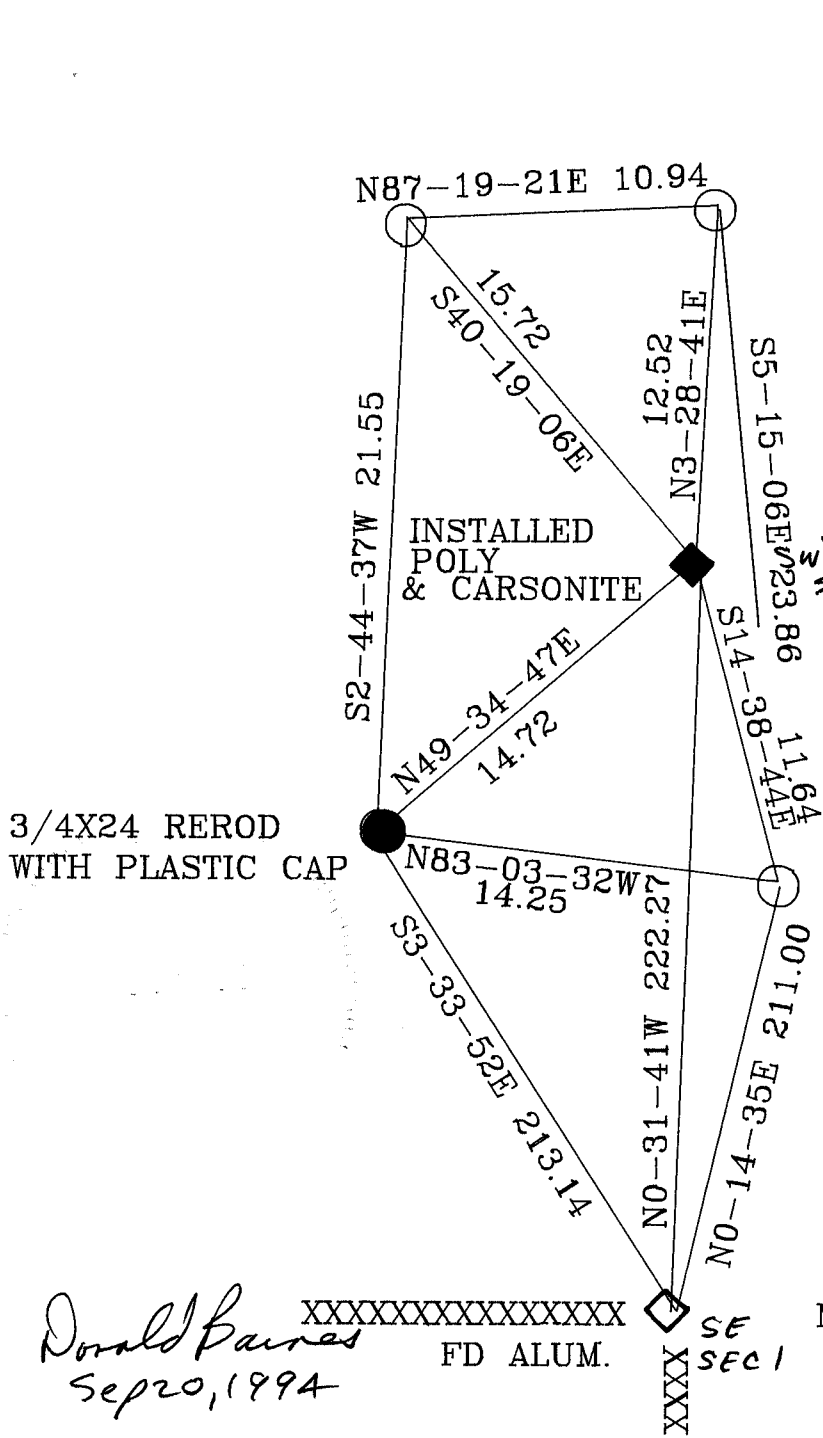 N87-19-21E 10.94
15.72
S40-19-06E
12.52
N3-28-41E
S5-15-06E 23.86
S2-44-37W 21.55
INSTALLED
POLY
& CARSONITE
S14-38-44E
11.64
N49-34-47E
14.72
3/4X24 REROD
WITH PLASTIC CAP
N83-03-32W
14.25
S3-33-52E 213.14
N0-31-41W 222.27
N0-14-35E 211.00
Donald Barnes
Sep 20, 1994
XXXXXXXXXXXXXXX
FD ALUM.
SE
SEC 1
XXXX